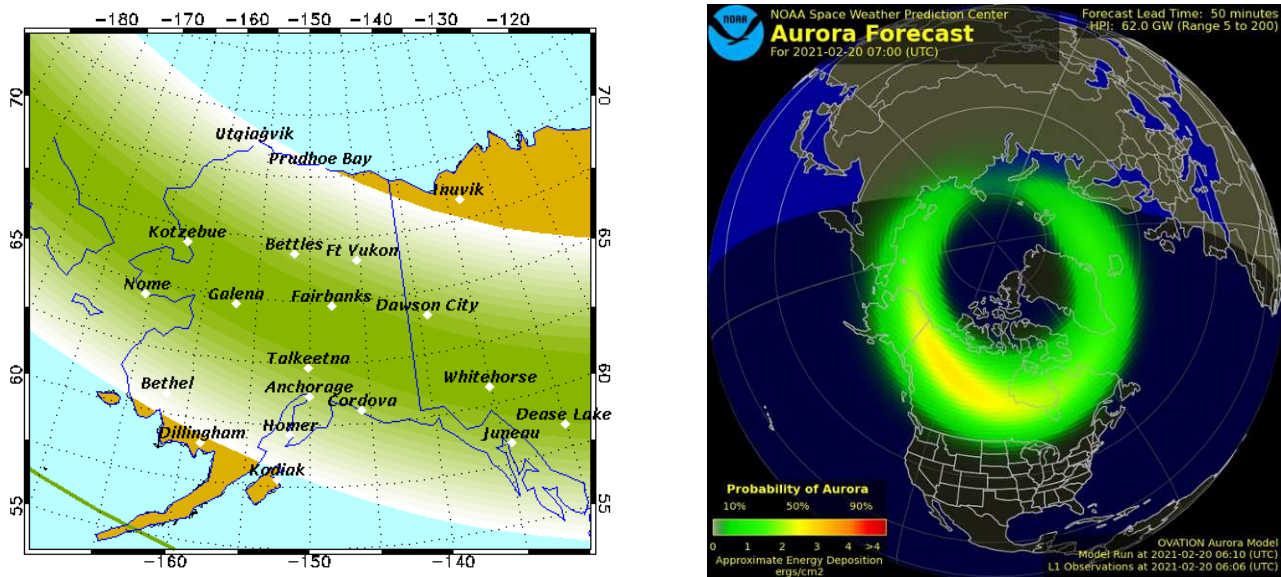 −180 −170 −160 −150 −140 −130 −120
70 70
Utqiaġvik
Prudhoe Bay
Inuvik
65 65
Kotzebue
Bettles
Ft Yukon
Nome
Galena
Fairbanks
Dawson City
60 60
Talkeetna
Whitehorse
Bethel
Anchorage
Cordova
Dease Lake
Dillingham
Homer
Juneau
Kodiak
55 55
−160 −150 −140
NOAA
NOAA Space Weather Prediction Center
Aurora Forecast
For 2021-02-20 07:00 (UTC)
Forecast Lead Time: 50 minutes
HPI: 62.0 GW (Range 5 to 200)
Probability of Aurora
10% 50% 90%
0 1 2 3 4 >4
Approximate Energy Deposition
ergs/cm2
OVATION Aurora Model
Model Run at 2021-02-20 06:10 (UTC)
L1 Observations at 2021-02-20 06:06 (UTC)